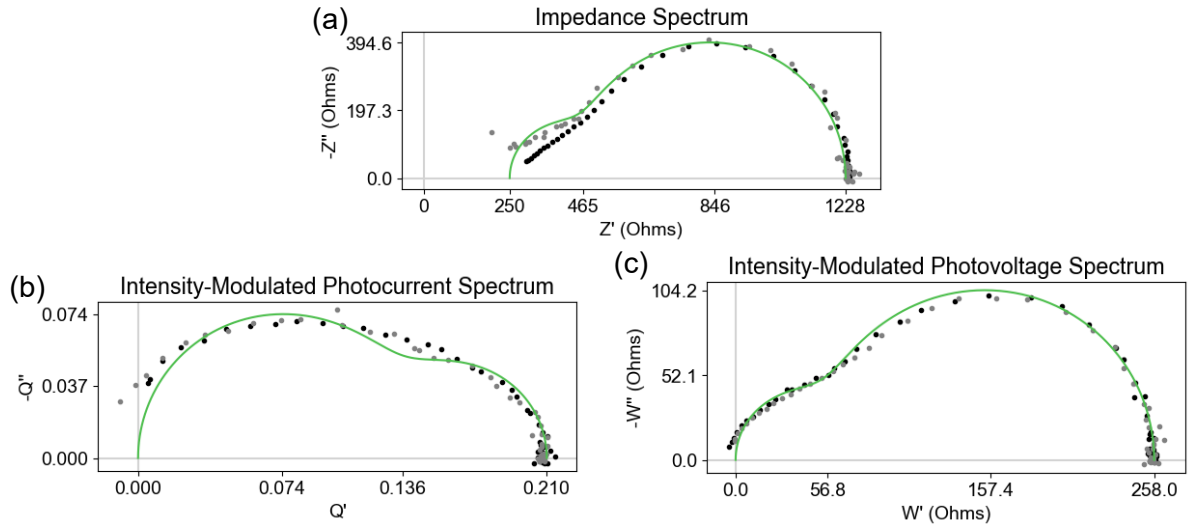 (a)
Impedance Spectrum
394.6
197.3
0.0
-Z" (Ohms)
0
250
465
846
1228
Z' (Ohms)
(b)
Intensity-Modulated Photocurrent Spectrum
0.074
0.037
0.000
-Q"
0.000
0.074
0.136
0.210
Q'
(c)
Intensity-Modulated Photovoltage Spectrum
104.2
52.1
0.0
-W" (Ohms)
0.0
56.8
157.4
258.0
W' (Ohms)